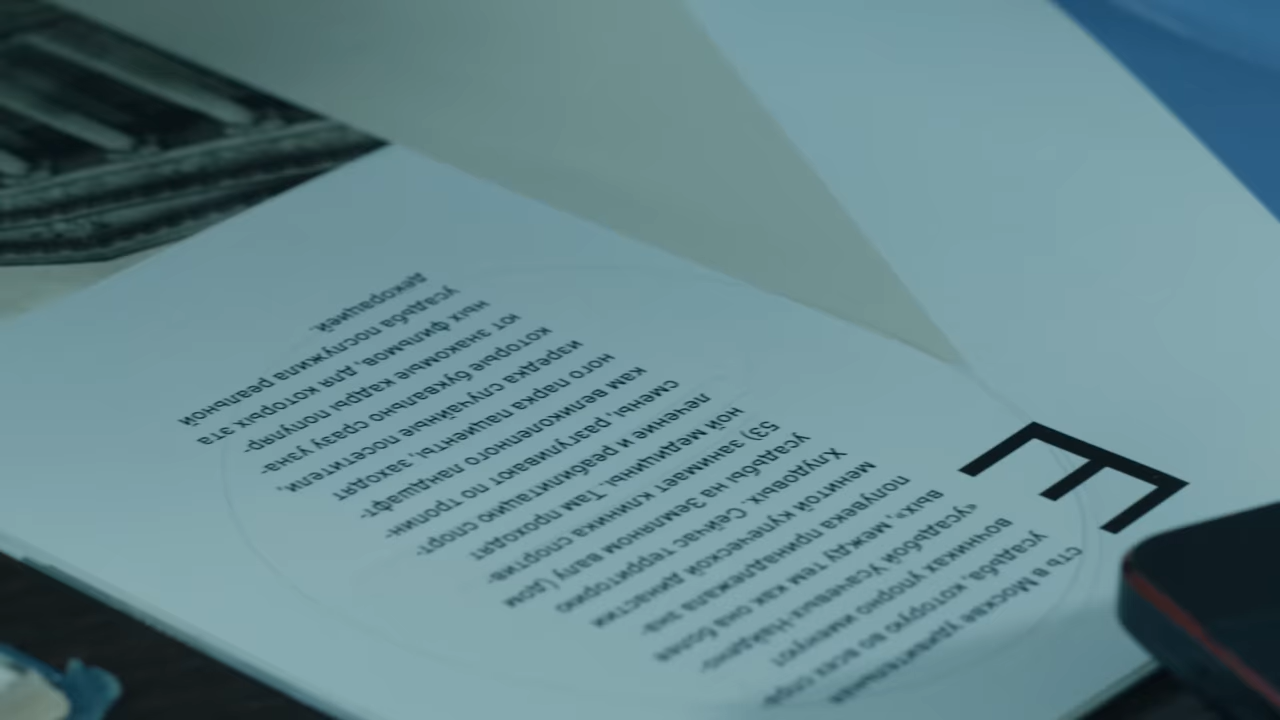 Есть в Москве удивительная
усадьба, которую во всех спра-
вочниках упорно именуют
«усадьбой Усачевых-Найдено-
вых», между тем как она более
полувека принадлежала зна-
менитой купеческой династии
Хлудовых. Сейчас территорию
усадьбы на Земляном валу (дом
53) занимает клиника спортив-
ной медицины. Там проходят
лечение и реабилитацию спорт-
смены, разгуливают по тропин-
кам великолепного ландшафт-
ного парка пациенты, заходят
изредка случайные посетители,
которые буквально сразу узна-
ют знакомые кадры популяр-
ных фильмов, для которых эта
усадьба послужила реальной
декорацией.